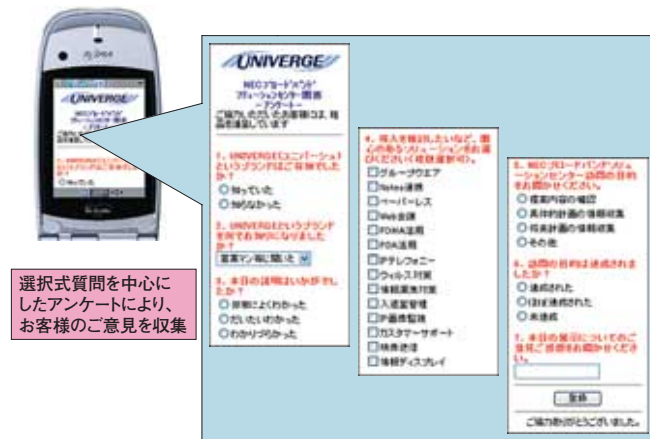 UNIVERGE
NECブロードバンド
ソリューションセンター-
-アンケート-
ご協力いただいたお客様には、粗
品を進呈しています
1. UNIVERGE(ユニバージュ)
というブランドはご存知でした
か?
知っていた
知らなかった
2. UNIVERGEというブランド
を何でお知りになりました
か?
営業マン等に聞いた
3. 本日の説明はいかがでし
たか?
非常によくわかった
だいたいわかった
わかりづらかった
4. 導入を検討したいなど、関
心のあるソリューションをお選
びください(複数選択可)。
グループウエア
Notes連携
ペーパーレス
Web会議
FOMA活用
PDA活用
IPテレフォニー
ウィルス対策
情報漏洩対策
入退室管理
IP画像監視
カスタマーサポート
映像送信
情報ディスプレイ
5. NECブロードバンドソリュ
ーションセンター訪問の目的
をお聞かせください。
提案内容の確認
具体的計画の情報収集
将来計画の情報収集
その他
6. 訪問の目的は達成されま
したか?
達成された
ほぼ達成された
未達成
7. 本日の展示についてのご
意見ご感想をお聞かせくださ
い。
登録
ご協力ありがとうございました。
UNIVERGE
知っていた
選択式質問を中心に
したアンケートにより、
お客様のご意見を収集